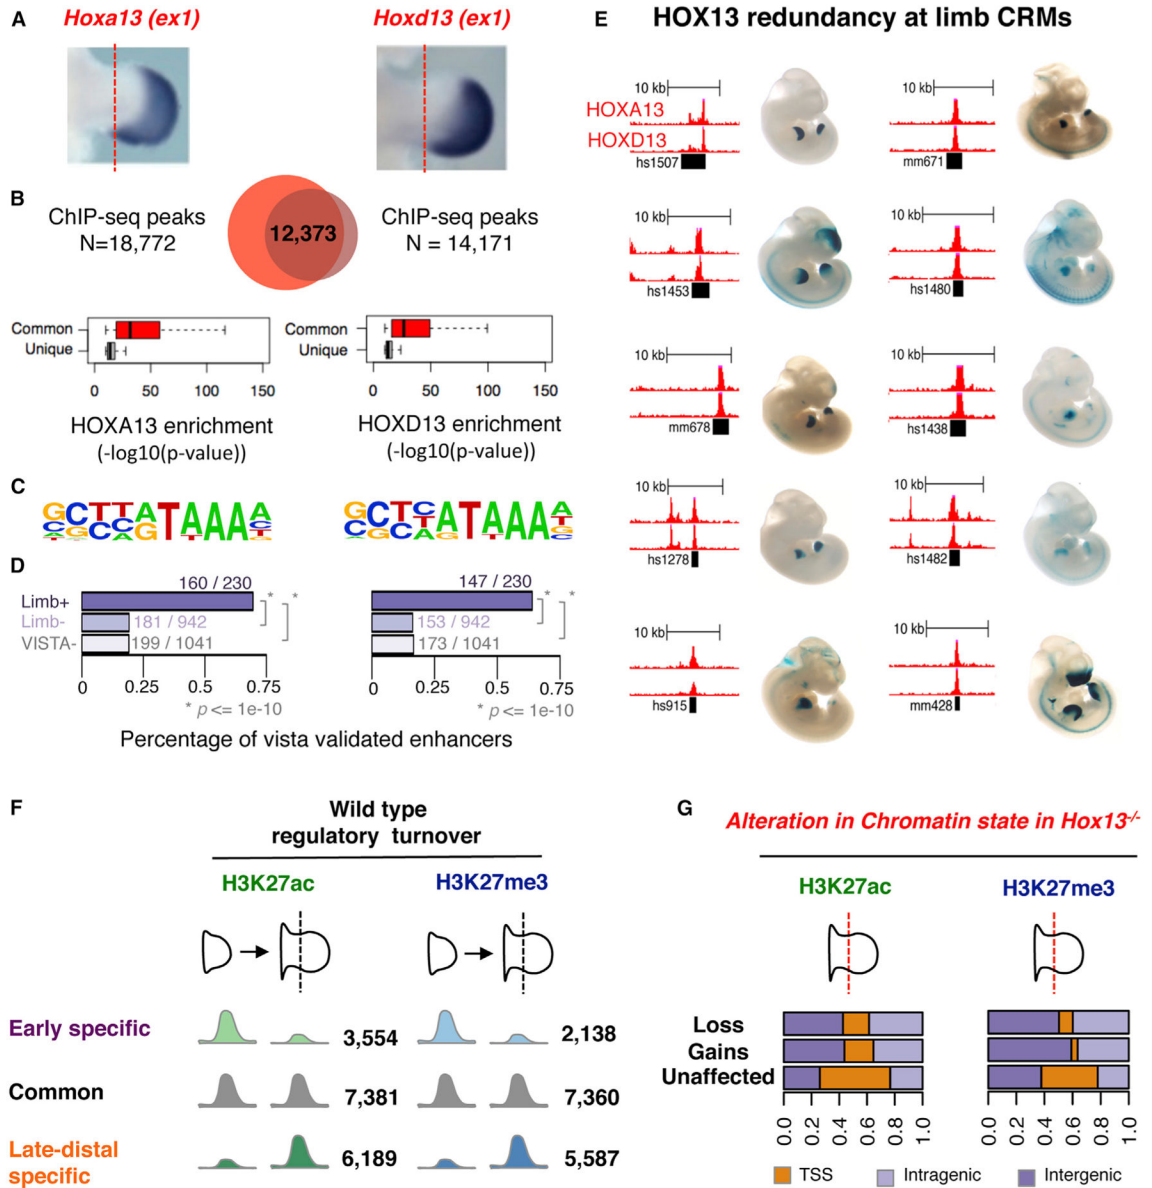 A
Hoxa13 (ex1)
Hoxd13 (ex1)
B
ChIP-seq peaks
N=18,772
12,373
ChIP-seq peaks
N = 14,171
Common
Unique
0 50 100 150
HOXA13 enrichment
(-log10(p-value))
Common
Unique
0 50 100 150
HOXD13 enrichment
(-log10(p-value))
C
D
160 / 230
Limb+
*
*
Limb-
181 / 942
VISTA-
199 / 1041
0 0.25 0.5 0.75
* p <= 1e-10
147 / 230
*
*
153 / 942
173 / 1041
0 0.25 0.5 0.75
* p <= 1e-10
Percentage of vista validated enhancers
E
HOX13 redundancy at limb CRMs
10 kb
HOXA13
HOXD13
hs1507
10 kb
mm671
10 kb
hs1453
10 kb
hs1480
10 kb
mm678
10 kb
hs1438
10 kb
hs1278
10 kb
hs1482
10 kb
hs915
10 kb
mm428
F
Wild type
regulatory turnover
H3K27ac
H3K27me3
Early specific
3,554
2,138
Common
7,381
7,360
Late-distal
specific
6,189
5,587
G
Alteration in Chromatin state in Hox13-/-
H3K27ac
H3K27me3
Loss
Gains
Unaffected
0.0 0.2 0.4 0.6 0.8 1.0
0.0 0.2 0.4 0.6 0.8 1.0
TSS
Intragenic
Intergenic